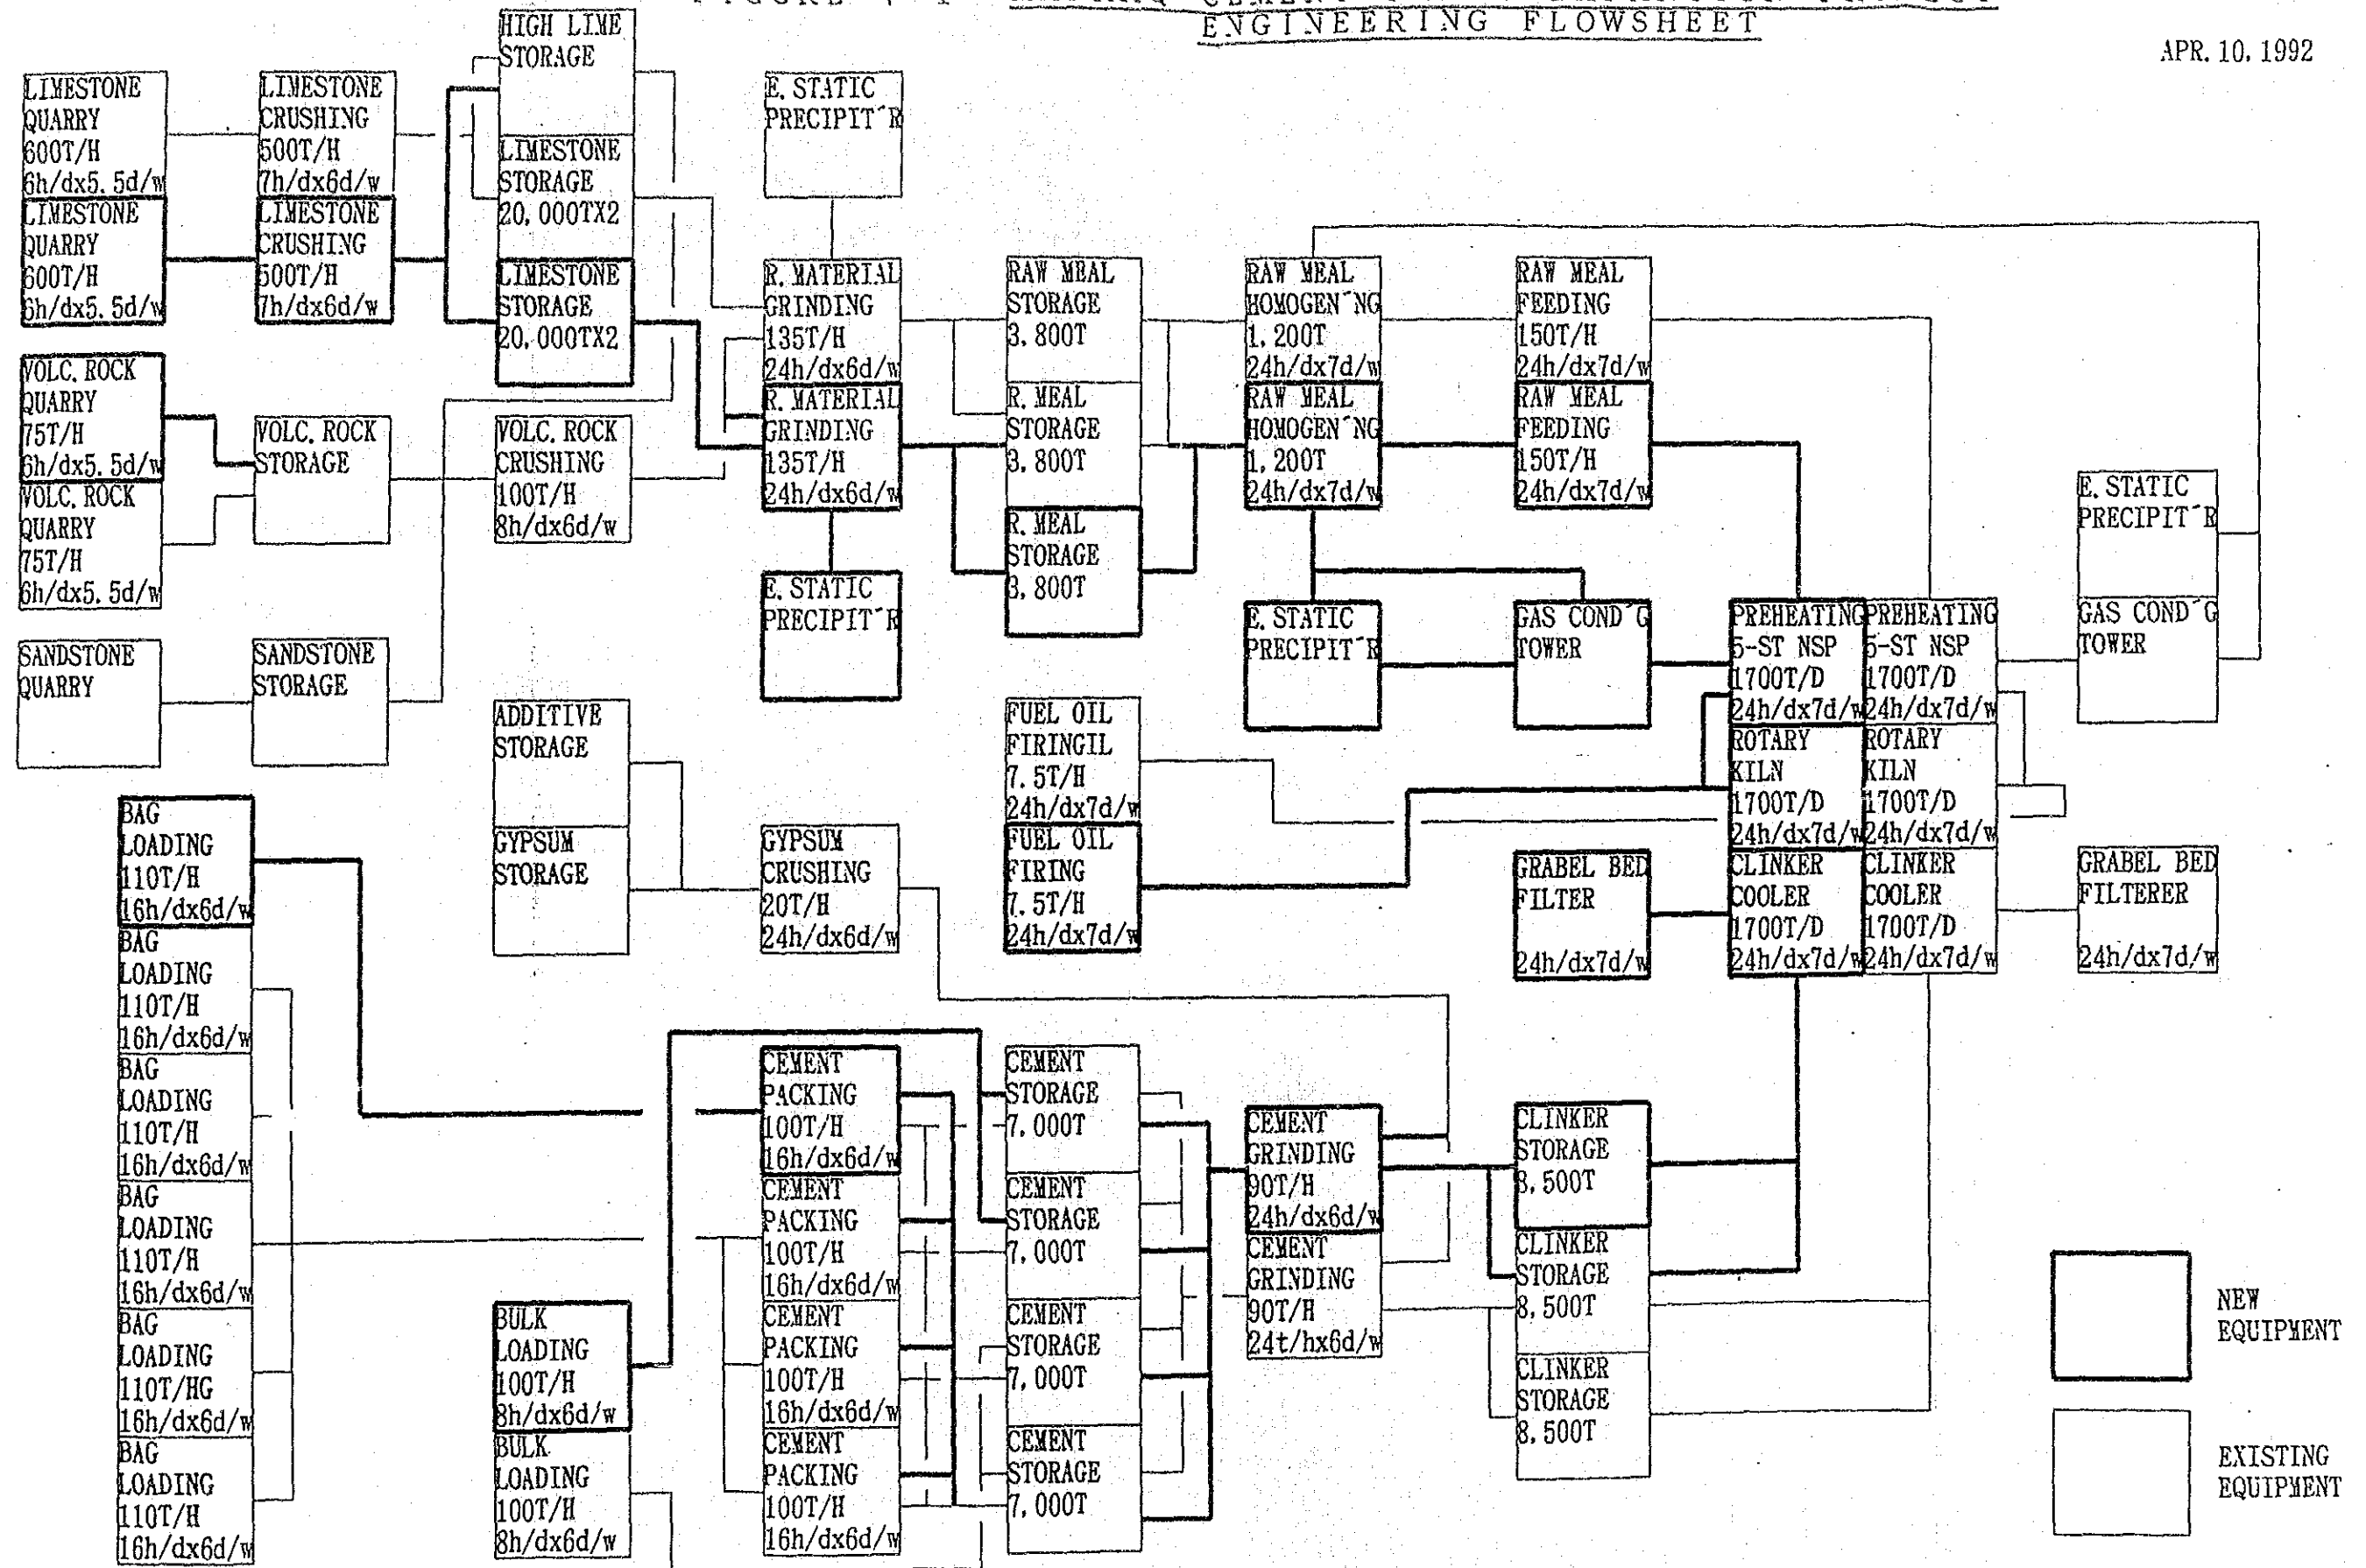 ENGINEERING FLOWSHEET
APR. 10. 1992
HIGH LIME
STORAGE
LIMESTONE
QUARRY
600T/H
6h/dx5.5d/w
LIMESTONE
CRUSHING
500T/H
7h/dx6d/w
LIMESTONE
STORAGE
20,000TX2
E. STATIC
PRECIPIT´R
LIMESTONE
QUARRY
600T/H
6h/dx5.5d/w
LIMESTONE
CRUSHING
500T/H
7h/dx6d/w
LIMESTONE
STORAGE
20,000TX2
R. MATERIAL
GRINDING
135T/H
24h/dx6d/w
RAW MEAL
STORAGE
3,800T
RAW MEAL
HOMOGEN´NG
1,200T
24h/dx7d/w
RAW MEAL
FEEDING
150T/H
24h/dx7d/w
VOLC. ROCK
QUARRY
75T/H
6h/dx5.5d/w
VOLC. ROCK
STORAGE
VOLC. ROCK
CRUSHING
100T/H
8h/dx6d/w
R. MATERIAL
GRINDING
135T/H
24h/dx6d/w
R. MEAL
STORAGE
3,800T
RAW MEAL
HOMOGEN´NG
1,200T
24h/dx7d/w
RAW MEAL
FEEDING
150T/H
24h/dx7d/w
VOLC. ROCK
QUARRY
75T/H
6h/dx5.5d/w
R. MEAL
STORAGE
3,800T
E. STATIC
PRECIPIT´R
SANDSTONE
QUARRY
SANDSTONE
STORAGE
E. STATIC
PRECIPIT´R
E. STATIC
PRECIPIT´R
GAS COND´G
TOWER
PREHEATING
5-ST NSP
1700T/D
24h/dx7d/w
PREHEATING
5-ST NSP
1700T/D
24h/dx7d/w
GAS COND´G
TOWER
ADDITIVE
STORAGE
FUEL OIL
FIRINGIL
7.5T/H
24h/dx7d/w
ROTARY
KILN
1700T/D
24h/dx7d/w
ROTARY
KILN
1700T/D
24h/dx7d/w
BAG
LOADING
110T/H
16h/dx6d/w
GYPSUM
STORAGE
GYPSUM
CRUSHING
20T/H
24h/dx6d/w
FUEL OIL
FIRING
7.5T/H
24h/dx7d/w
GRABEL BED
FILTER
24h/dx7d/w
CLINKER
COOLER
1700T/D
24h/dx7d/w
CLINKER
COOLER
1700T/D
24h/dx7d/w
GRABEL BED
FILTERER
24h/dx7d/w
BAG
LOADING
110T/H
16h/dx6d/w
BAG
LOADING
110T/H
16h/dx6d/w
CEMENT
PACKING
100T/H
16h/dx6d/w
CEMENT
STORAGE
7,000T
CEMENT
GRINDING
90T/H
24h/dx6d/w
CLINKER
STORAGE
8,500T
BAG
LOADING
110T/H
16h/dx6d/w
CEMENT
PACKING
100T/H
16h/dx6d/w
CEMENT
STORAGE
7,000T
CEMENT
GRINDING
90T/H
24t/hx6d/w
CLINKER
STORAGE
8,500T
BAG
LOADING
110T/HG
16h/dx6d/w
BULK
LOADING
100T/H
8h/dx6d/w
CEMENT
PACKING
100T/H
16h/dx6d/w
CEMENT
STORAGE
7,000T
CLINKER
STORAGE
8,500T
NEW
EQUIPMENT
BAG
LOADING
110T/H
16h/dx6d/w
BULK
LOADING
100T/H
8h/dx6d/w
CEMENT
PACKING
100T/H
16h/dx6d/w
CEMENT
STORAGE
7,000T
EXISTING
EQUIPMENT